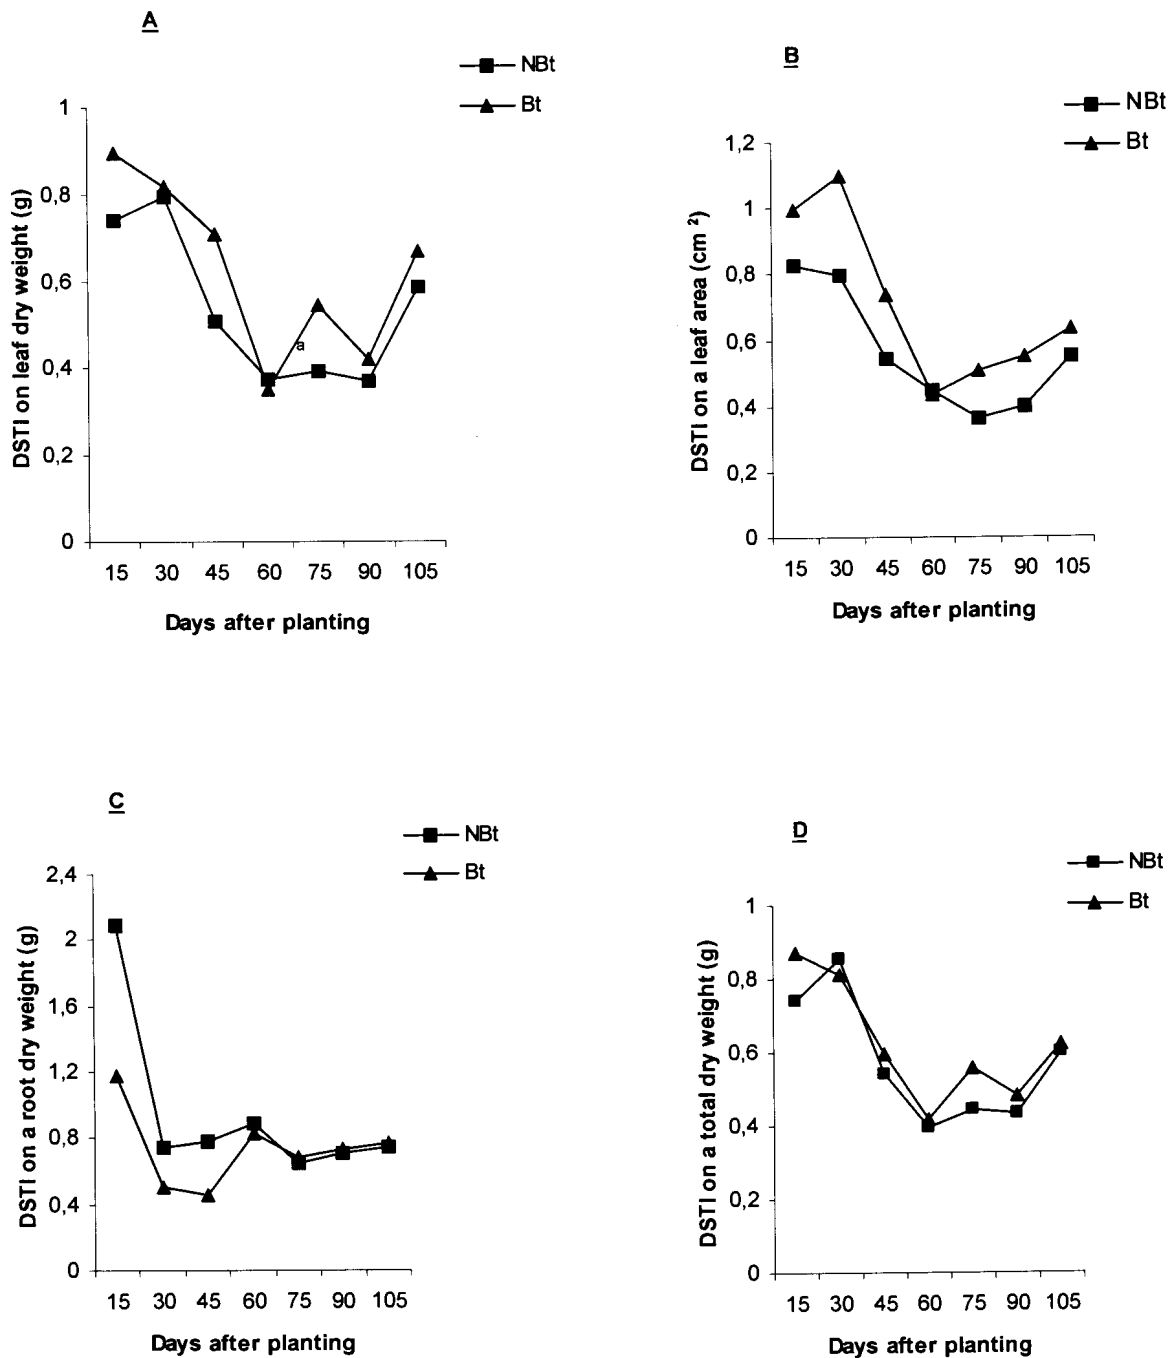 A
NBt
Bt
1
0,8
0,6
0,4
0,2
0
DSTI on leaf dry weight (g)
a
15 30 45 60 75 90 105
Days after planting
B
NBt
Bt
1,2
1
0,8
0,6
0,4
0,2
0
DSTI on a leaf area (cm ²)
15 30 45 60 75 90 105
Days after planting
C
NBt
Bt
2,4
2
1,6
1,2
0,8
0,4
0
DSTI on a root dry weight (g)
15 30 45 60 75 90 105
Days after planting
D
NBt
Bt
1
0,8
0,6
0,4
0,2
0
DSTI on a total dry weight (g)
15 30 45 60 75 90 105
Days after planting